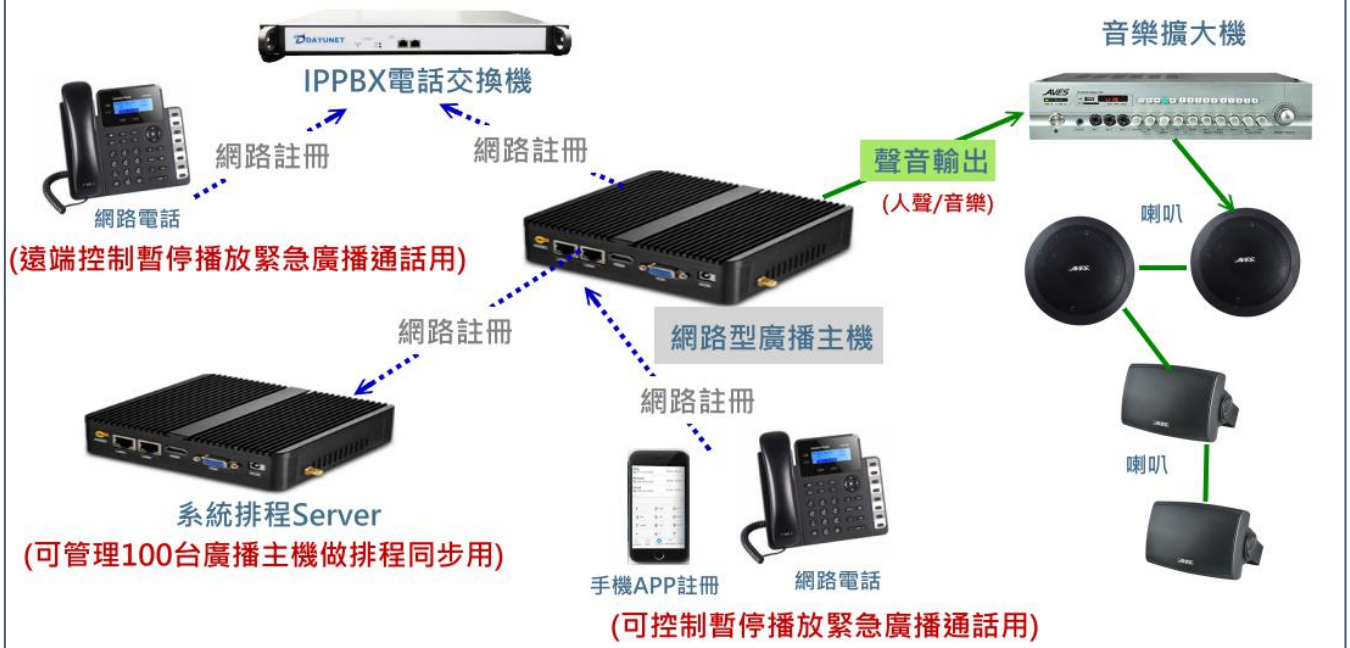 DAYUNET
IPPBX電話交換機
音樂擴大機
AVES
網路註冊
網路註冊
聲音輸出
(人聲/音樂)
網路電話
(遠端控制暫停播放緊急廣播通話用)
喇叭
AVES
AVES
網路註冊
網路型廣播主機
網路註冊
AVES
喇叭
系統排程Server
(可管理100台廣播主機做排程同步用)
手機APP註冊
網路電話
AVES
(可控制暫停播放緊急廣播通話用)